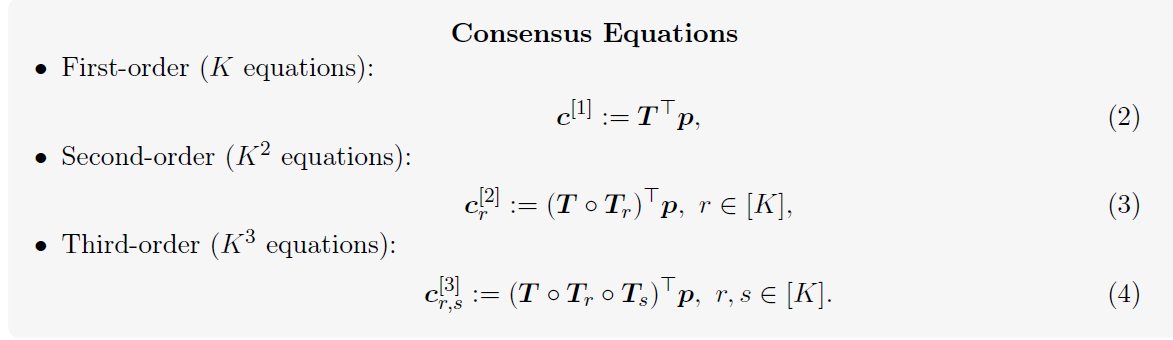 Consensus Equations
• First-order (K equations):
c^{[1]} := T^⊤ p, (2)
• Second-order (K^2 equations):
c_r^{[2]} := (T ∘ T_r)^⊤ p, r ∈ [K], (3)
• Third-order (K^3 equations):
c_{r,s}^{[3]} := (T ∘ T_r ∘ T_s)^⊤ p, r, s ∈ [K]. (4)